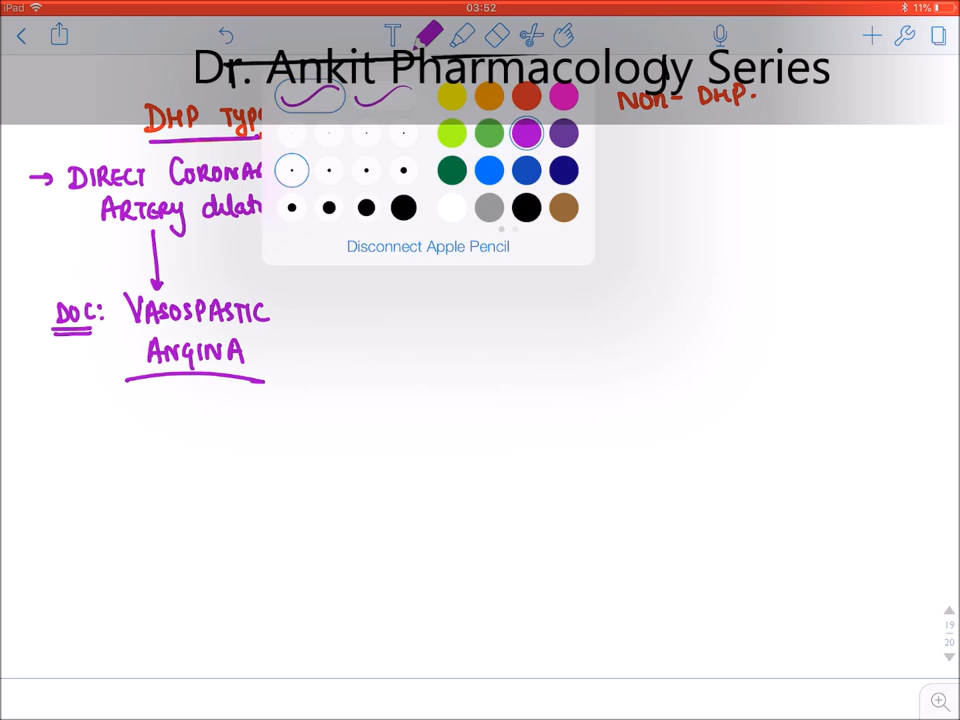 iPad 03:52 11%
Dr. Ankit Pharmacology Series
DHP TYP
NON- DHP.
→ DIRECT CORONA
ARTERY dilat
Disconnect Apple Pencil
DOC: VASOSPASTIC
ANGINA
19
20